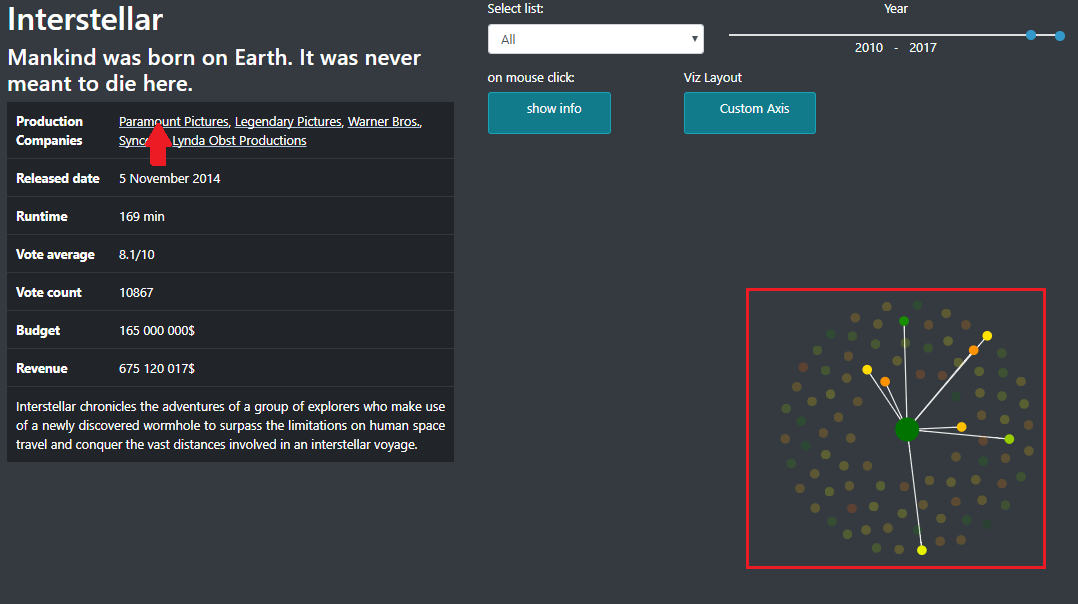 Interstellar
Mankind was born on Earth. It was never
meant to die here.
Production Companies
Paramount Pictures, Legendary Pictures, Warner Bros.,
Lynda Obst Productions
Released date 5 November 2014
Runtime 169 min
Vote average 8.1/10
Vote count 10867
Budget 165 000 000$
Revenue 675 120 017$
Interstellar chronicles the adventures of a group of explorers who make use
of a newly discovered wormhole to surpass the limitations on human space
travel and conquer the vast distances involved in an interstellar voyage.
Select list:
All
Year
2010 - 2017
on mouse click:
show info
Viz Layout
Custom Axis